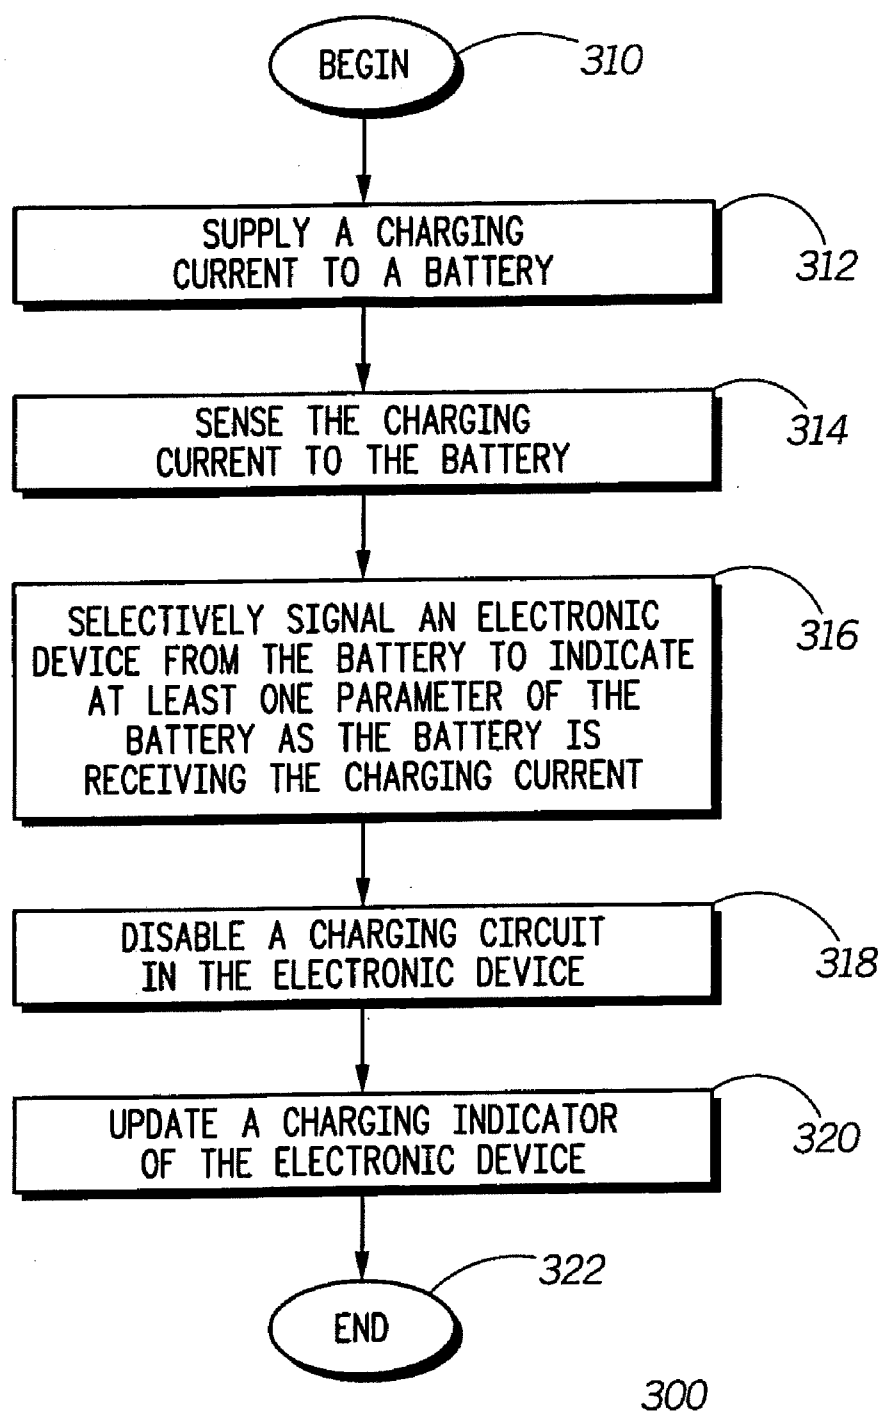 BEGIN
310
SUPPLY A CHARGING
CURRENT TO A BATTERY
312
SENSE THE CHARGING
CURRENT TO THE BATTERY
314
SELECTIVELY SIGNAL AN ELECTRONIC
DEVICE FROM THE BATTERY TO INDICATE
AT LEAST ONE PARAMETER OF THE
BATTERY AS THE BATTERY IS
RECEIVING THE CHARGING CURRENT
316
DISABLE A CHARGING CIRCUIT
IN THE ELECTRONIC DEVICE
318
UPDATE A CHARGING INDICATOR
OF THE ELECTRONIC DEVICE
320
END
322
300